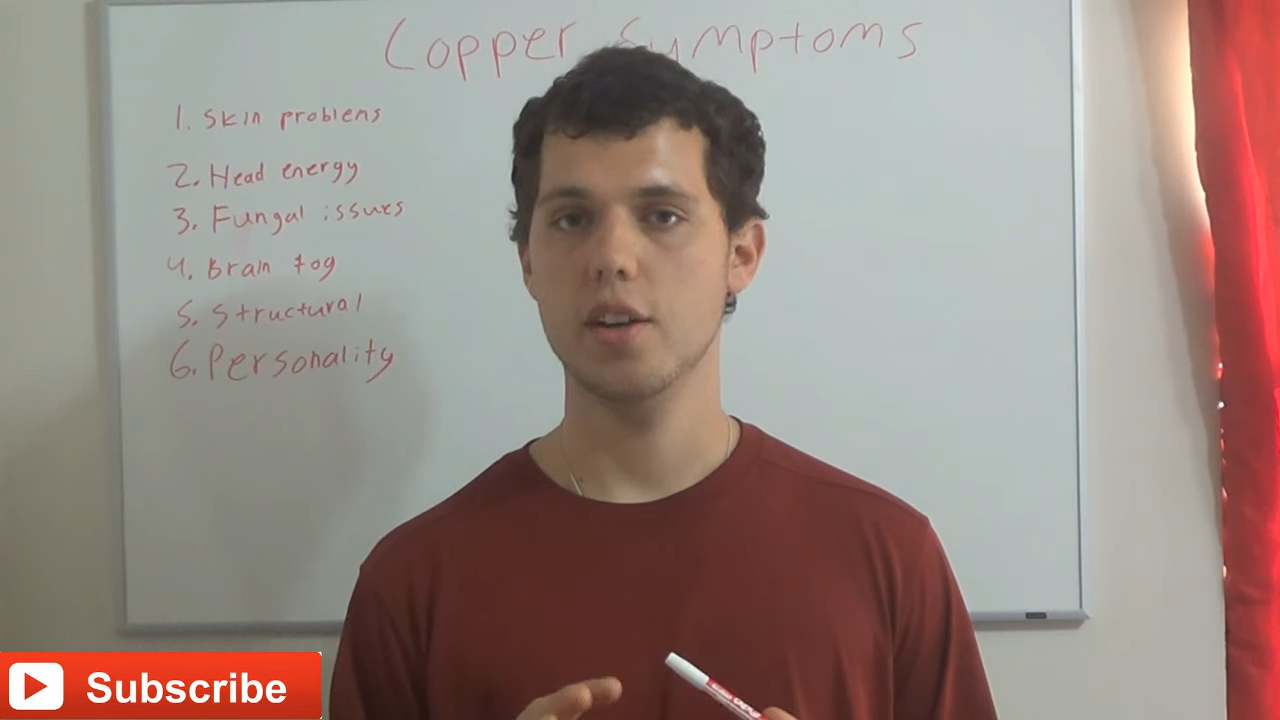 Copper Symptoms
1. Skin problems
2. Head energy
3. Fungal issues
4. Brain fog
5. Structural
6. Personality
Subscribe